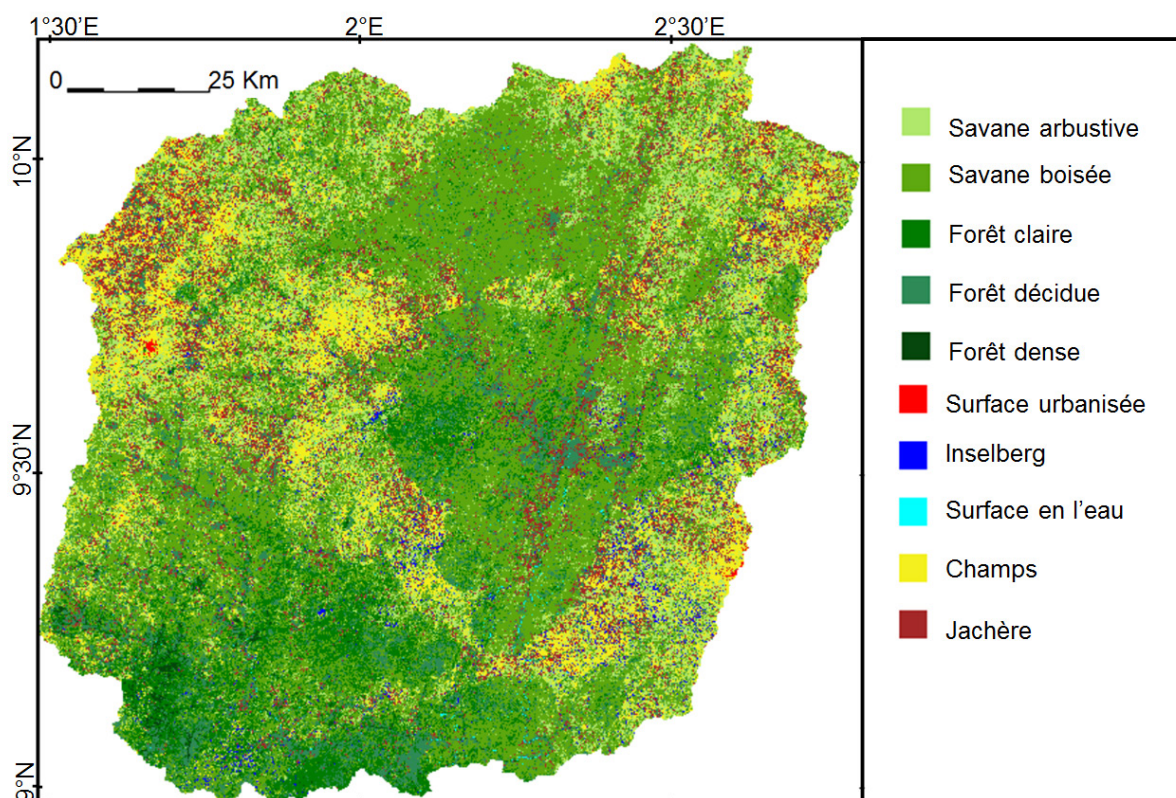 1°30'E 2°E 2°30'E
0 25 Km
10°N
9°30'N
9°N
Savane arbustive
Savane boisée
Forêt claire
Forêt décidue
Forêt dense
Surface urbanisée
Inselberg
Surface en l'eau
Champs
Jachère